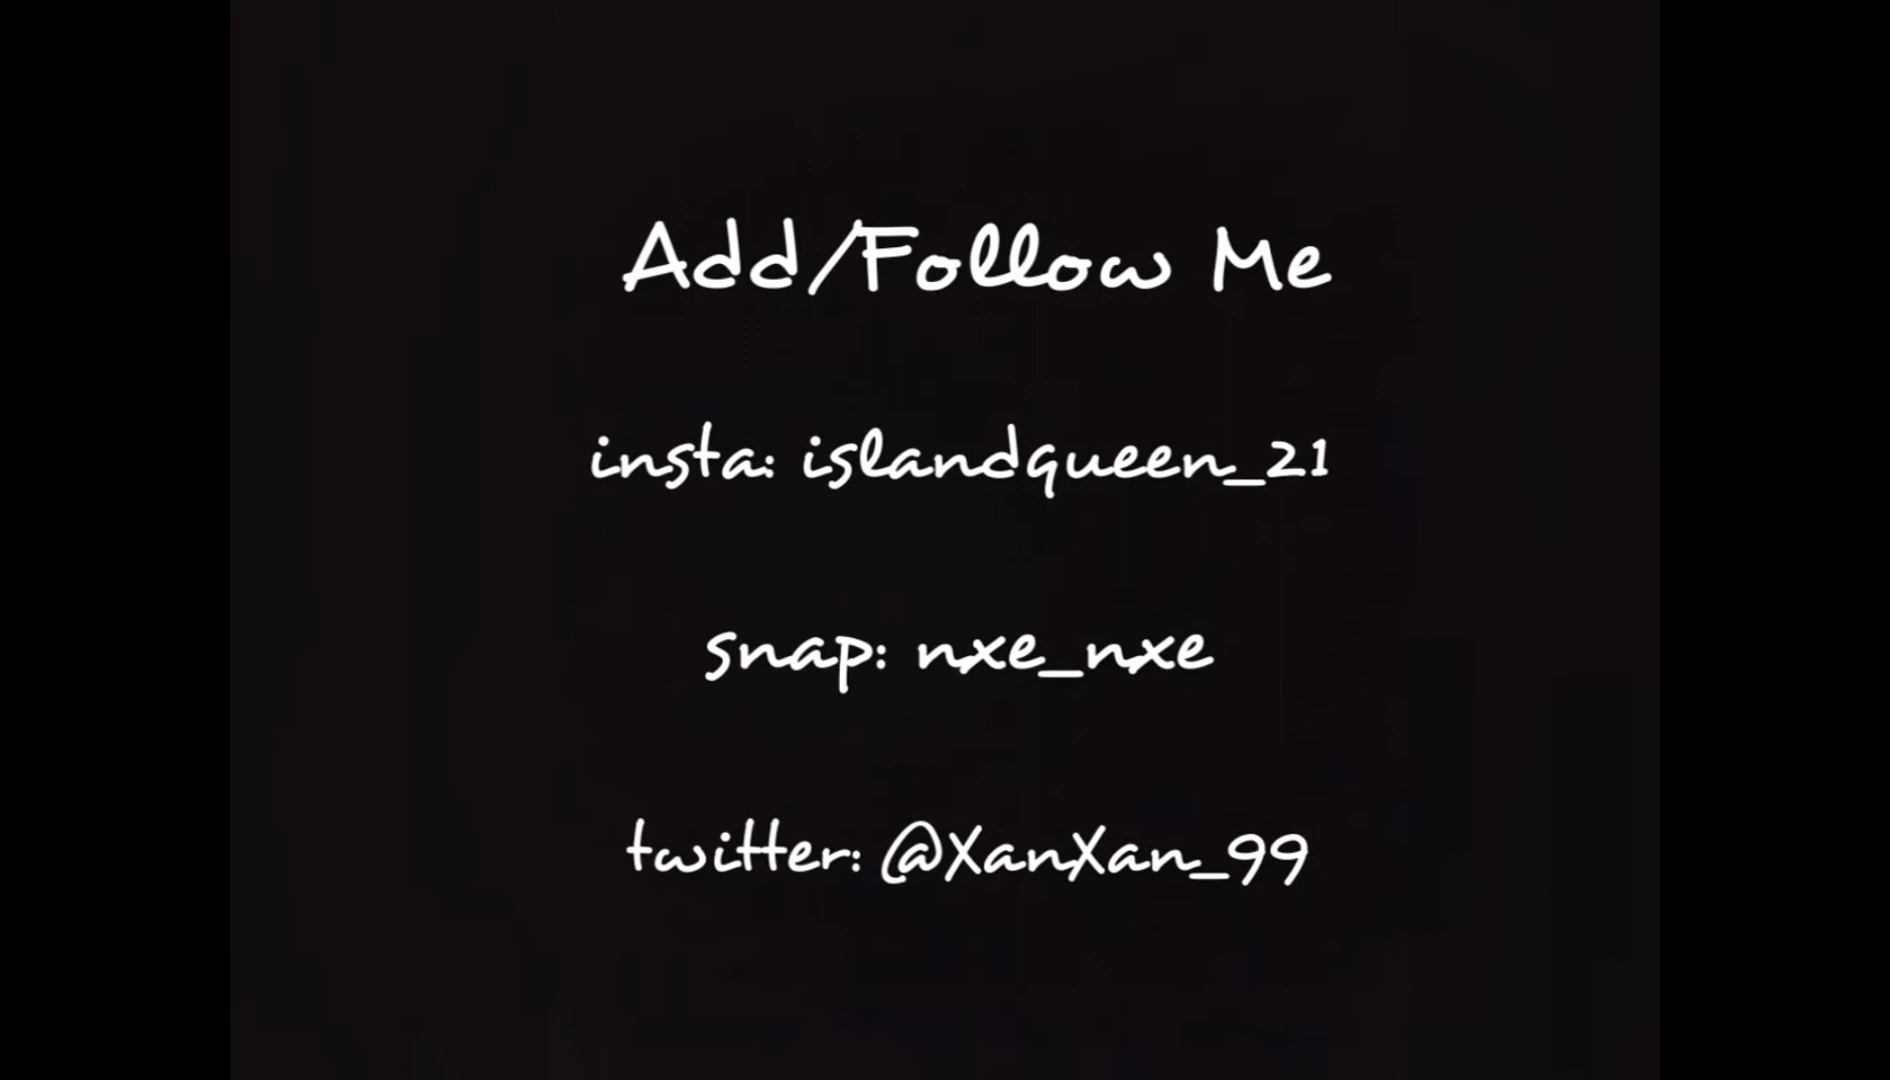 Add/Follow Me
insta: islandqueen_21
snap: nxe_nxe
twitter: @XanXan_99